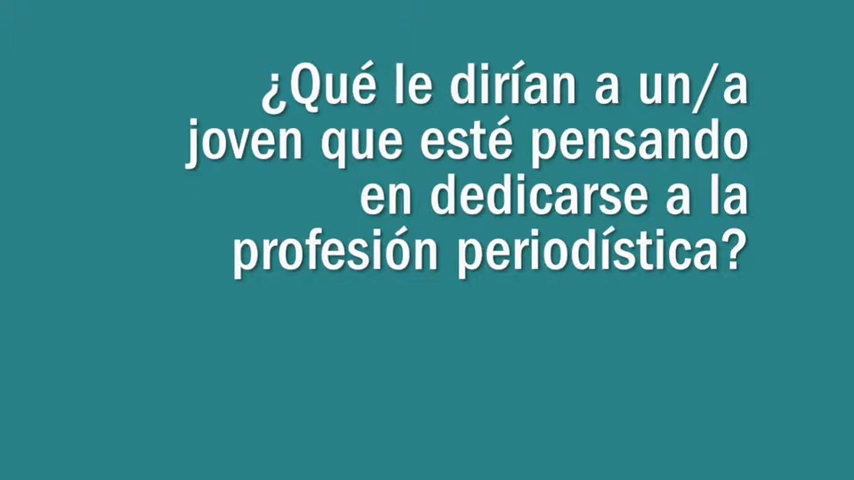 ¿Qué le dirían a un/a
joven que esté pensando
en dedicarse a la
profesión periodística?